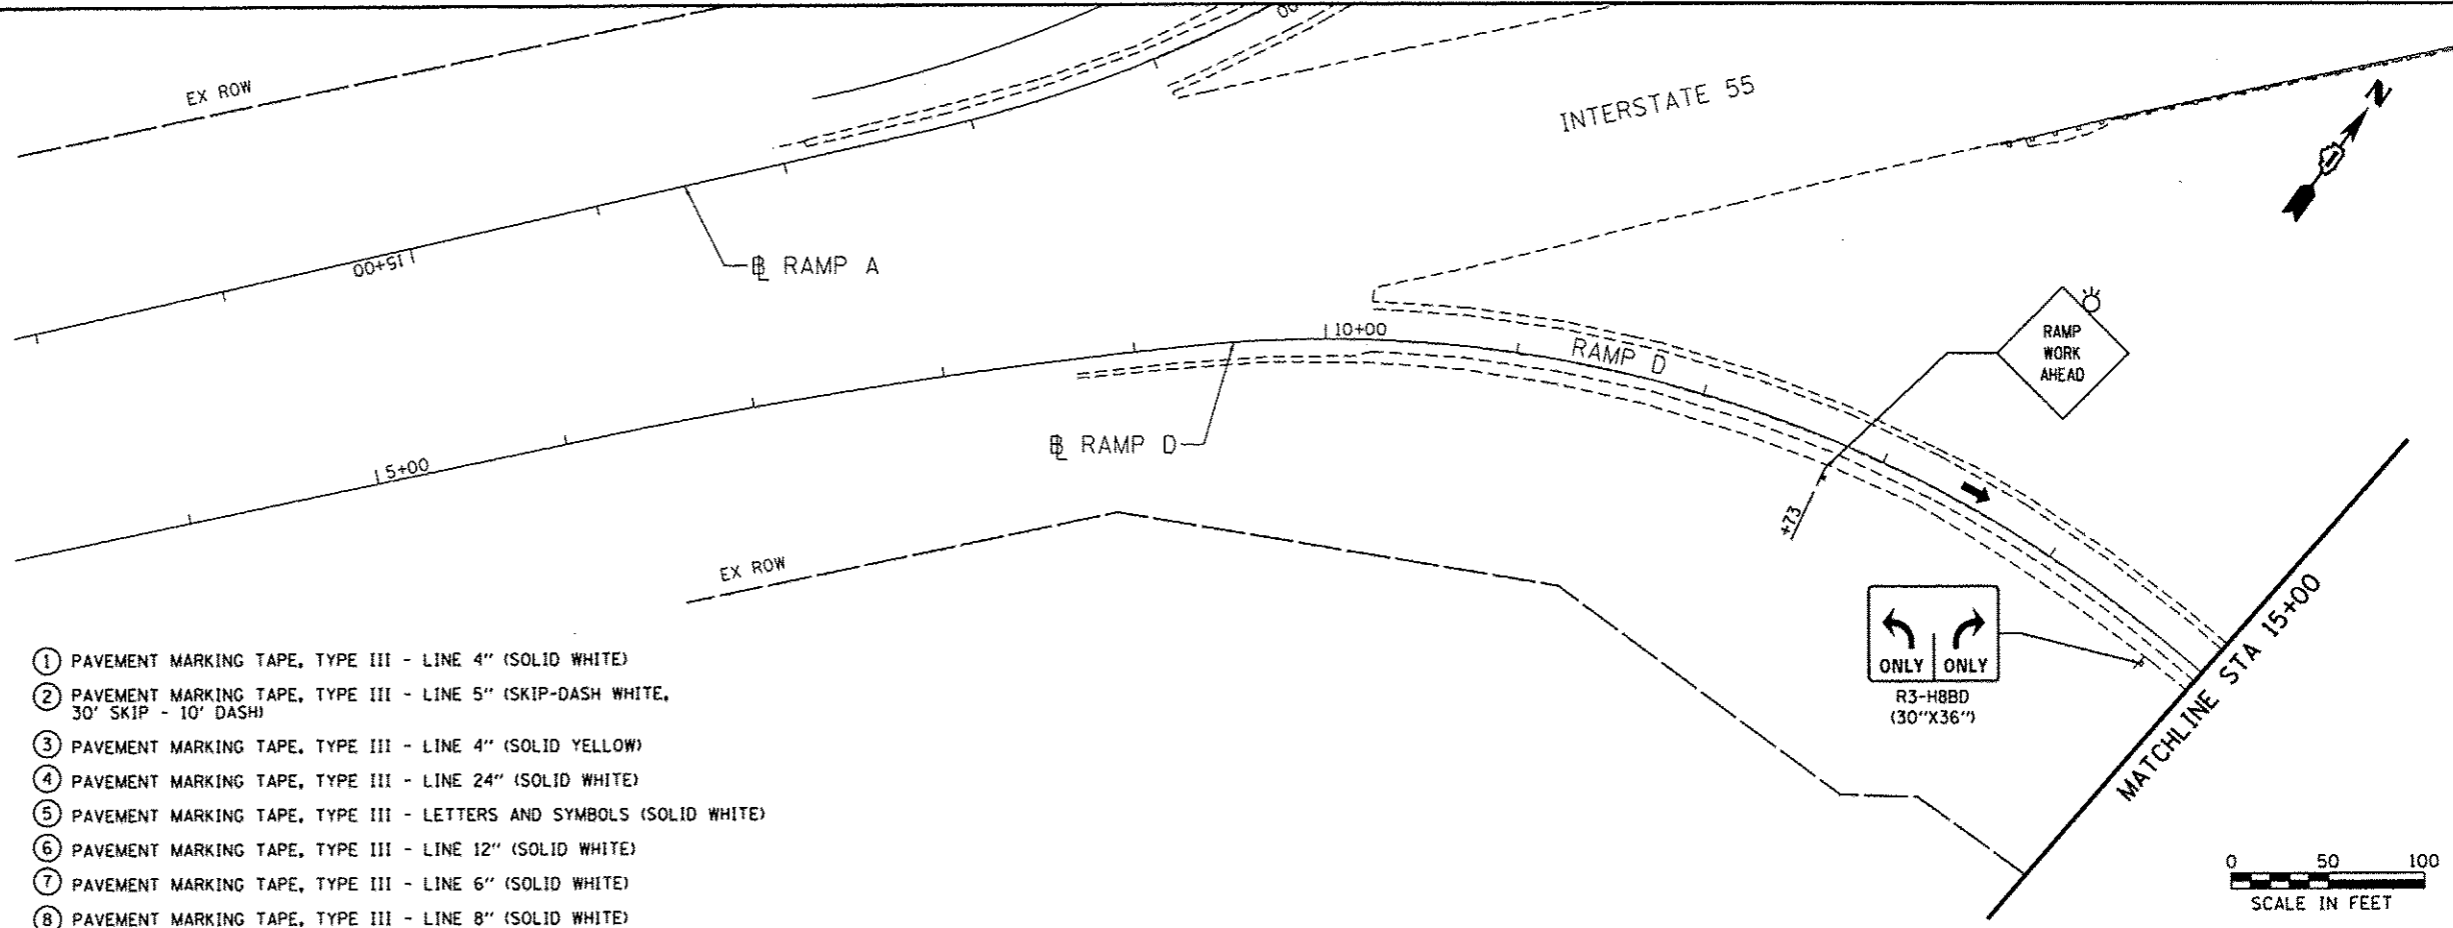 00
EX ROW
INTERSTATE 55
N
15+00
℄ RAMP A
10+00
RAMP D
RAMP
WORK
AHEAD
℄ RAMP D
5+00
+73
EX ROW
ONLY ONLY
R3-H8BD
(30"X36")
MATCHLINE STA 15+00
1 PAVEMENT MARKING TAPE, TYPE III - LINE 4" (SOLID WHITE)
2 PAVEMENT MARKING TAPE, TYPE III - LINE 5" (SKIP-DASH WHITE,
30' SKIP - 10' DASH)
3 PAVEMENT MARKING TAPE, TYPE III - LINE 4" (SOLID YELLOW)
4 PAVEMENT MARKING TAPE, TYPE III - LINE 24" (SOLID WHITE)
5 PAVEMENT MARKING TAPE, TYPE III - LETTERS AND SYMBOLS (SOLID WHITE)
6 PAVEMENT MARKING TAPE, TYPE III - LINE 12" (SOLID WHITE)
7 PAVEMENT MARKING TAPE, TYPE III - LINE 6" (SOLID WHITE)
8 PAVEMENT MARKING TAPE, TYPE III - LINE 8" (SOLID WHITE)
0 50 100
SCALE IN FEET